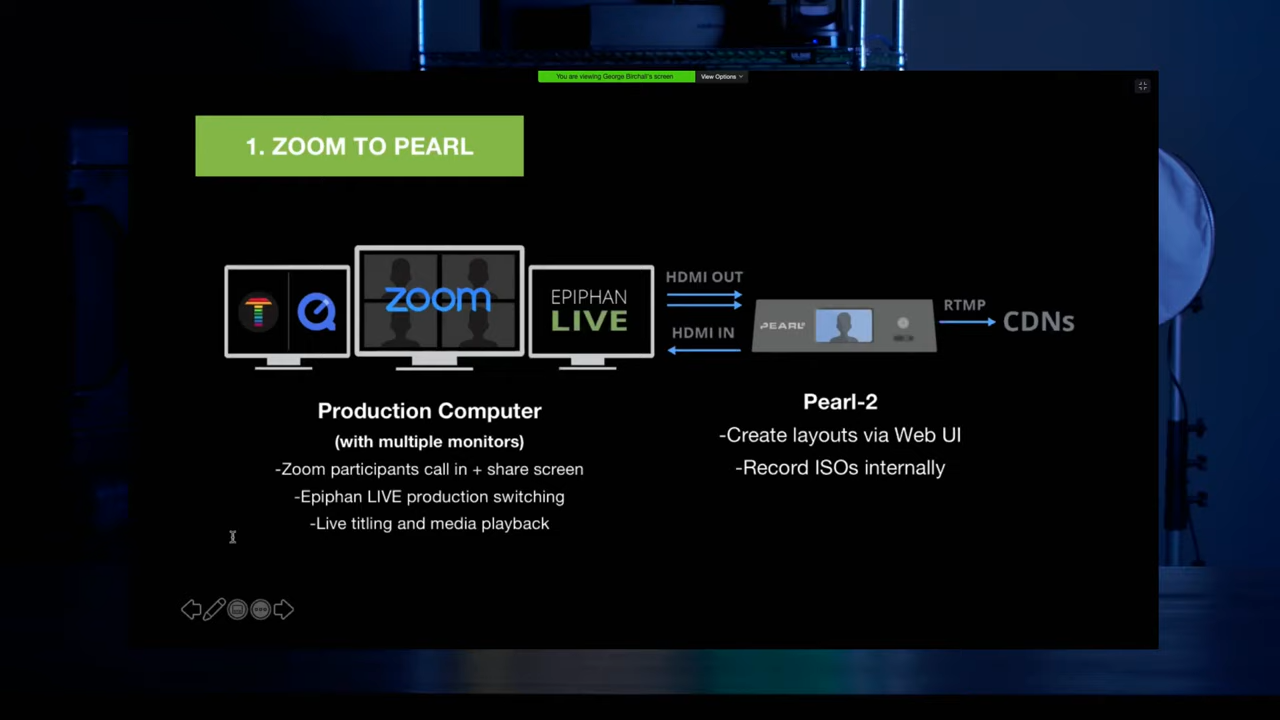 You are viewing George Birchall's screen
View Options
1. ZOOM TO PEARL
T
zoom
EPIPHAN
LIVE
HDMI OUT
HDMI IN
PEARL
RTMP
CDNs
Production Computer
(with multiple monitors)
-Zoom participants call in + share screen
-Epiphan LIVE production switching
-Live titling and media playback
Pearl-2
-Create layouts via Web UI
-Record ISOs internally